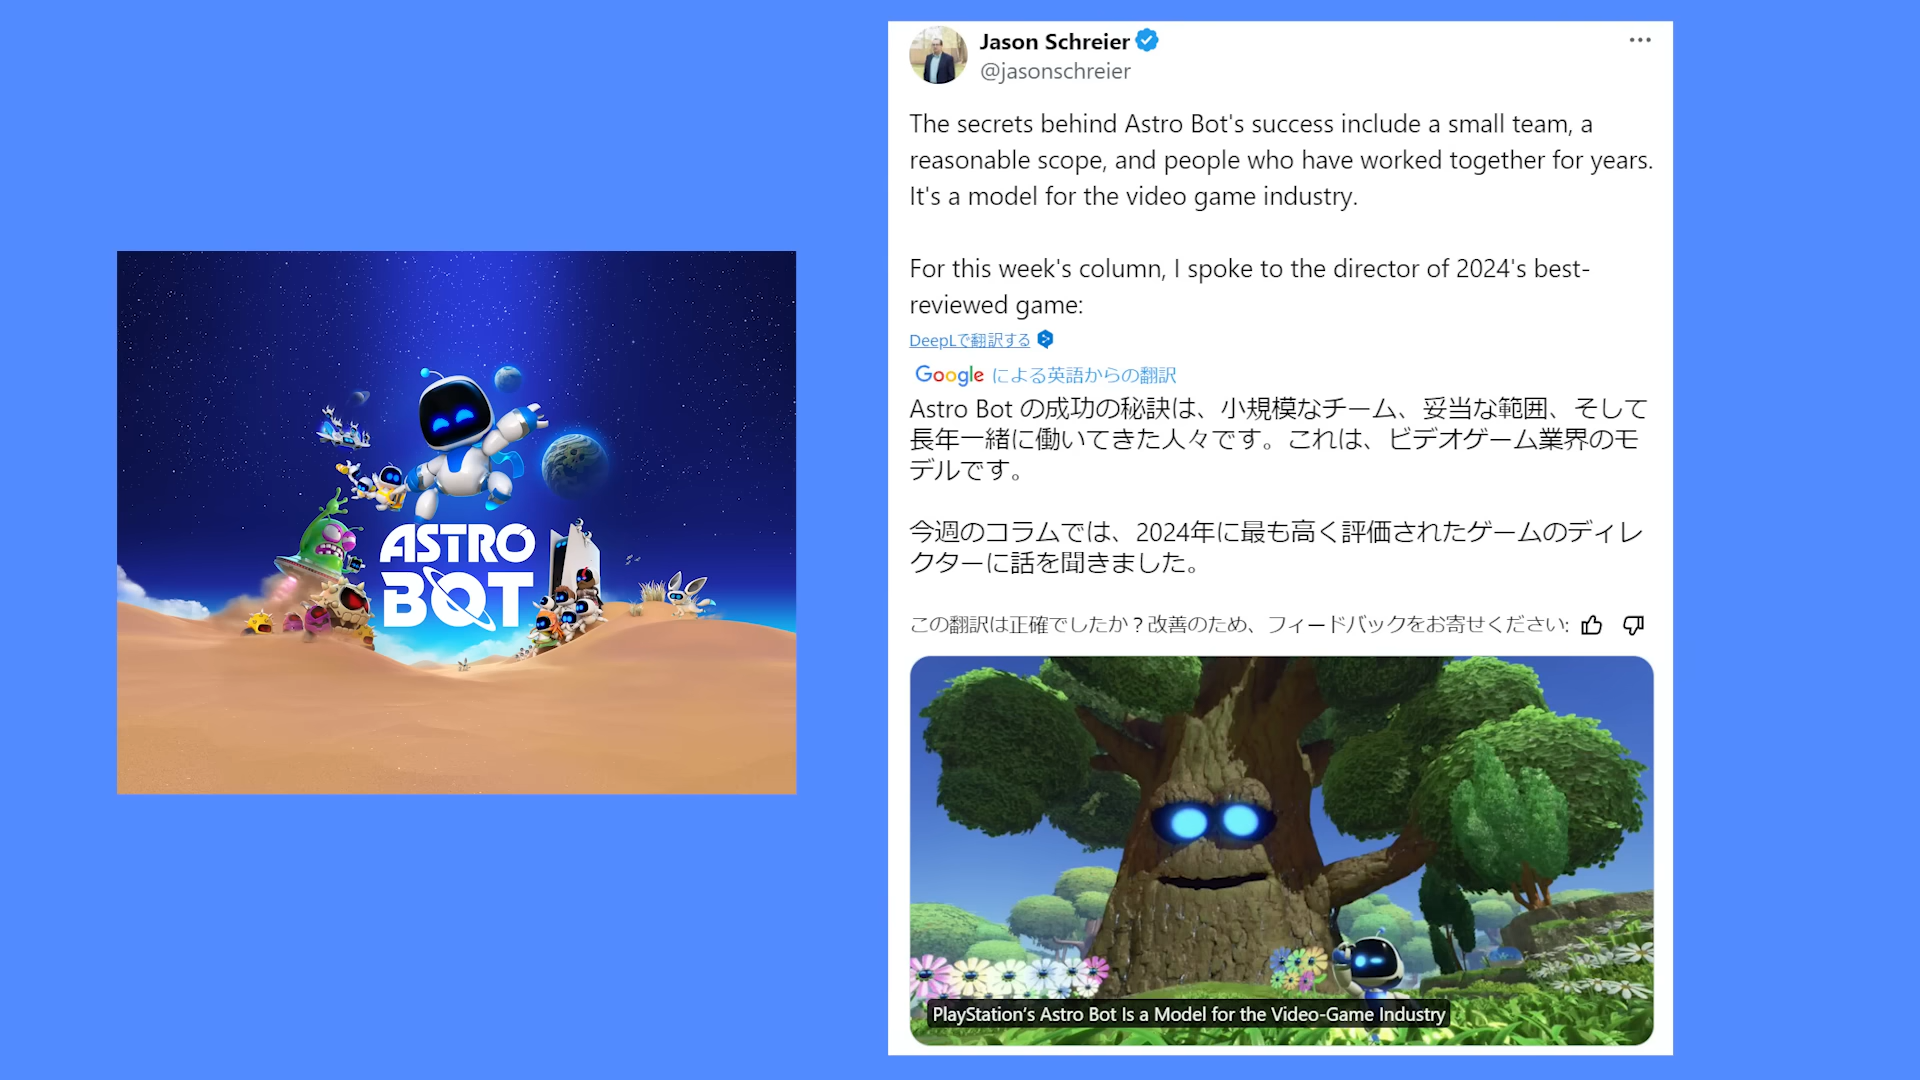 ASTRO
BOT
Jason Schreier
@jasonschreier
The secrets behind Astro Bot's success include a small team, a
reasonable scope, and people who have worked together for years.
It's a model for the video game industry.
For this week's column, I spoke to the director of 2024's best-
reviewed game:
DeepLで翻訳する
Google による英語からの翻訳
Astro Bot の成功の秘訣は、小規模なチーム、妥当な範囲、そして
長年一緒に働いてきた人々です。これは、ビデオゲーム業界のモ
デルです。
今週のコラムでは、2024年に最も高く評価されたゲームのディレ
クターに話を聞きました。
この翻訳は正確でしたか？改善のため、フィードバックをお寄せください:
PlayStation’s Astro Bot Is a Model for the Video-Game Industry